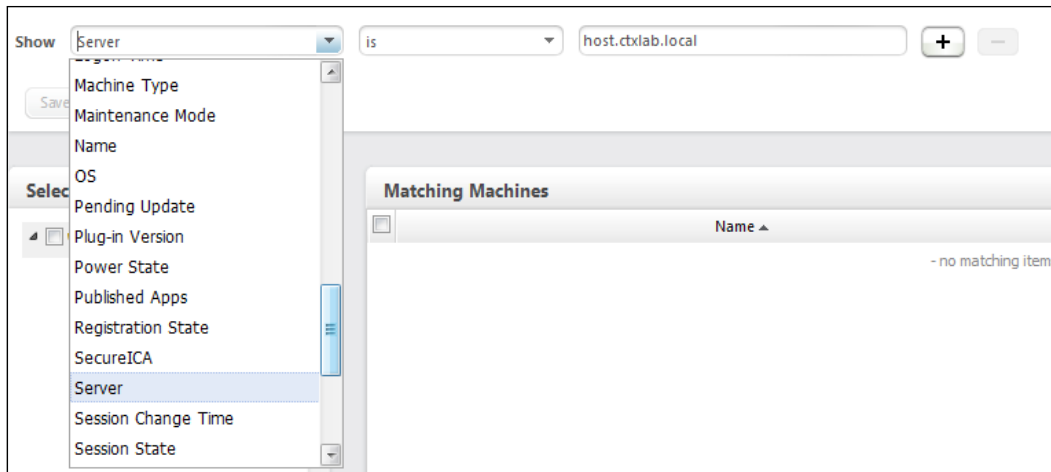 Show Server is host.ctxlab.local + −
Save
Machine Type
Maintenance Mode
Name
OS
Pending Update
Plug-in Version
Power State
Published Apps
Registration State
SecureICA
Server
Session Change Time
Session State
Selec
Matching Machines
Name
- no matching item